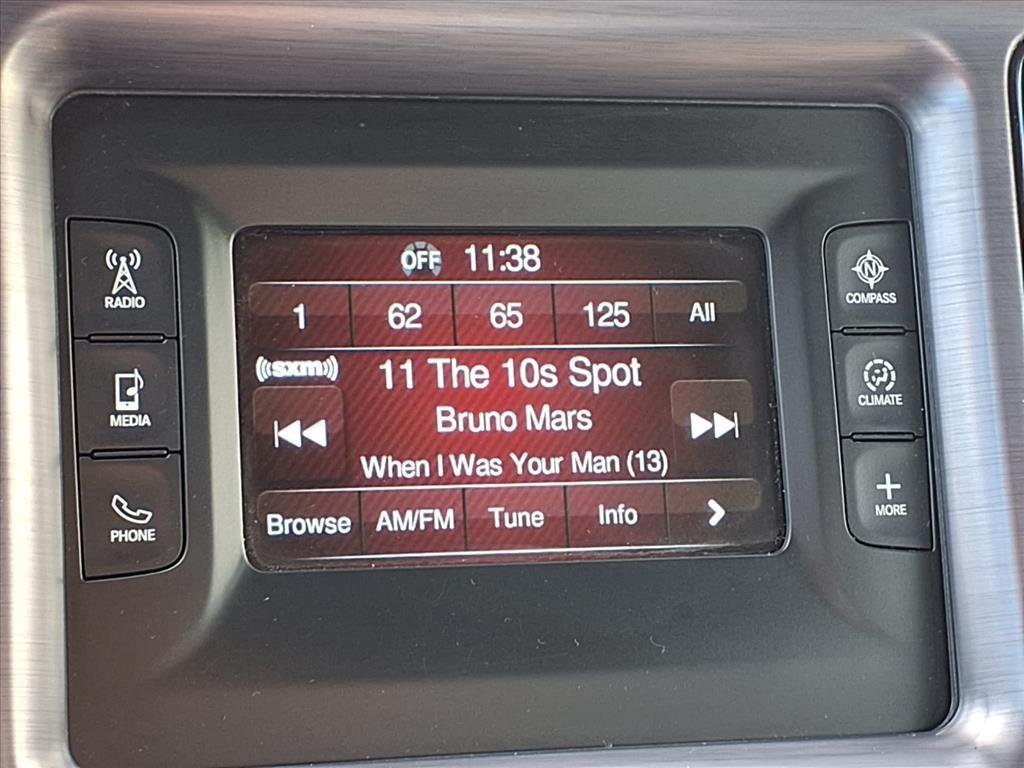 OFF 11:38
1 62 65 125 All
((sxm))
11 The 10s Spot
Bruno Mars
When I Was Your Man (13)
Browse AM/FM Tune Info
RADIO
MEDIA
PHONE
N
COMPASS
CLIMATE
MORE